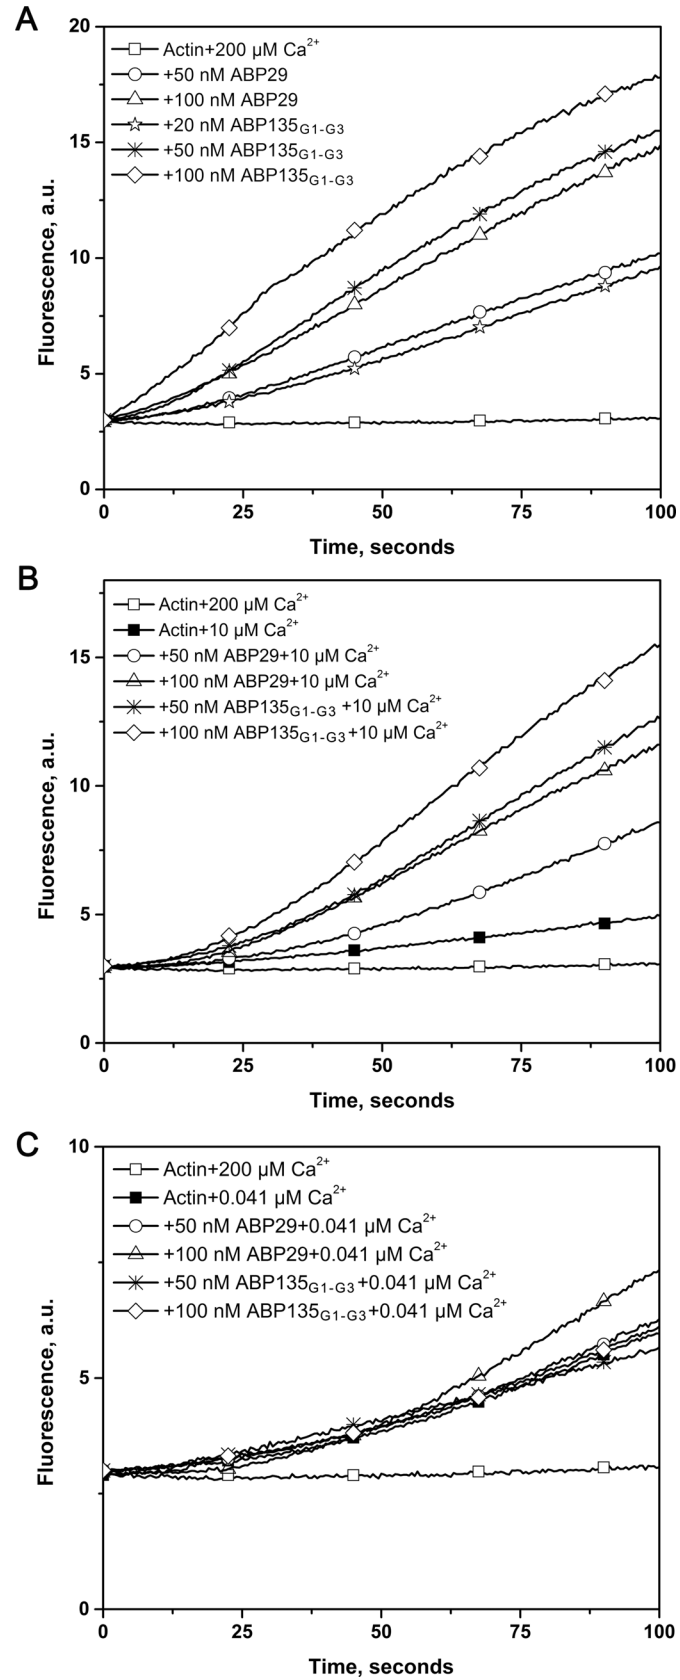 A
20
15
10
5
0
Fluorescence, a.u.
Actin+200 µM Ca²⁺
+50 nM ABP29
+100 nM ABP29
+20 nM ABP135G1-G3
+50 nM ABP135G1-G3
+100 nM ABP135G1-G3
0 25 50 75 100
Time, seconds
B
15
10
5
0
Fluorescence, a.u.
Actin+200 µM Ca²⁺
Actin+10 µM Ca²⁺
+50 nM ABP29+10 µM Ca²⁺
+100 nM ABP29+10 µM Ca²⁺
+50 nM ABP135G1-G3 +10 µM Ca²⁺
+100 nM ABP135G1-G3+10 µM Ca²⁺
0 25 50 75 100
Time, seconds
C
10
5
0
Fluorescence, a.u.
Actin+200 µM Ca²⁺
Actin+0.041 µM Ca²⁺
+50 nM ABP29+0.041 µM Ca²⁺
+100 nM ABP29+0.041 µM Ca²⁺
+50 nM ABP135G1-G3+0.041 µM Ca²⁺
+100 nM ABP135G1-G3+0.041 µM Ca²⁺
0 25 50 75 100
Time, seconds